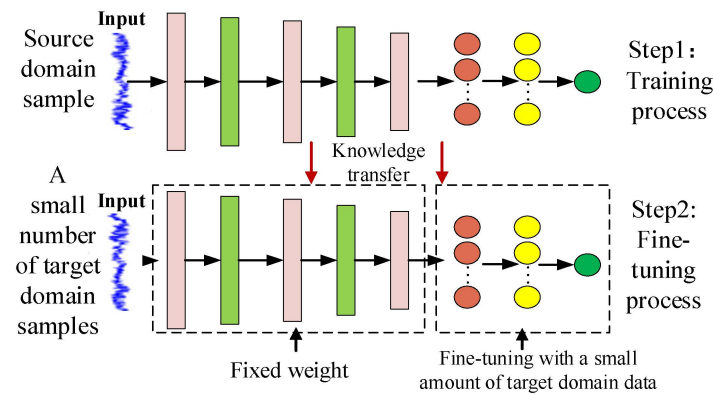 Input
Source
domain
sample
Step1:
Training
process
Knowledge
transfer
A
small
number
of target
domain
samples
Input
Step2:
Fine-
tuning
process
Fixed weight
Fine-tuning with a small
amount of target domain data